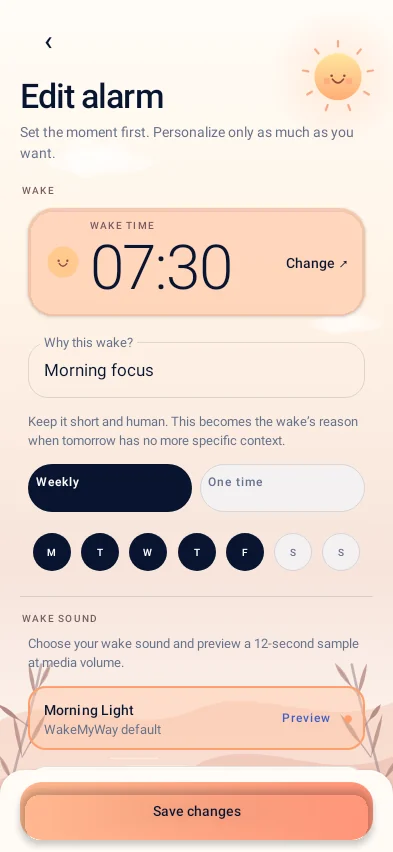 Edit alarm
Set the moment first. Personalize only as much as you
want.
WAKE
WAKE TIME
07:30
Change ↗
Why this wake?
Morning focus
Keep it short and human. This becomes the wake's reason
when tomorrow has no more specific context.
Weekly
One time
M T W T F S S
WAKE SOUND
Choose your wake sound and preview a 12-second sample
at media volume.
Morning Light
WakeMyWay default
Preview
Save changes